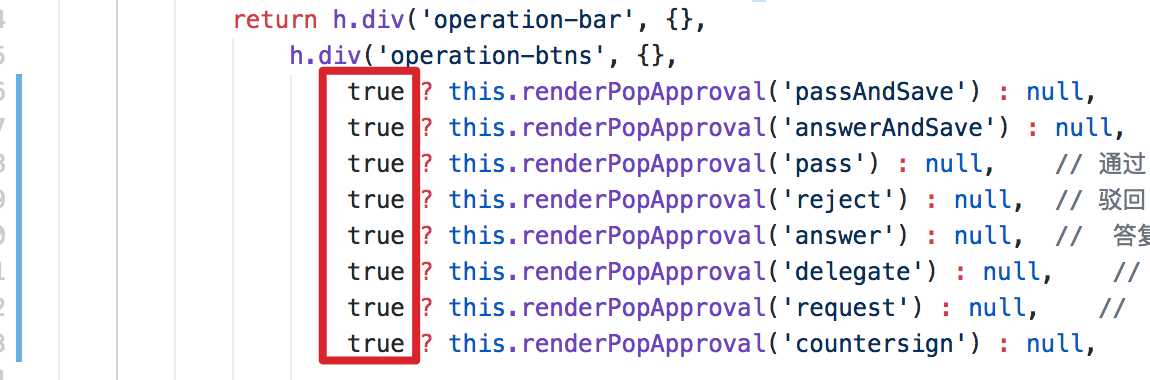 return h.div('operation-bar', {},
h.div('operation-btns', {},
true ? this.renderPopApproval('passAndSave') : null,
true ? this.renderPopApproval('answerAndSave') : null,
true ? this.renderPopApproval('pass') : null, // 通过
true ? this.renderPopApproval('reject') : null, // 驳回
true ? this.renderPopApproval('answer') : null, // 答
true ? this.renderPopApproval('delegate') : null, //
true ? this.renderPopApproval('request') : null, //
true ? this.renderPopApproval('countersign') : null,